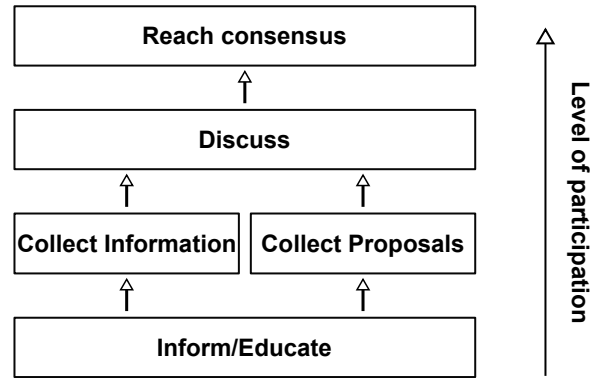 Reach consensus
Discuss
Collect Information
Collect Proposals
Inform/Educate
Level of participation